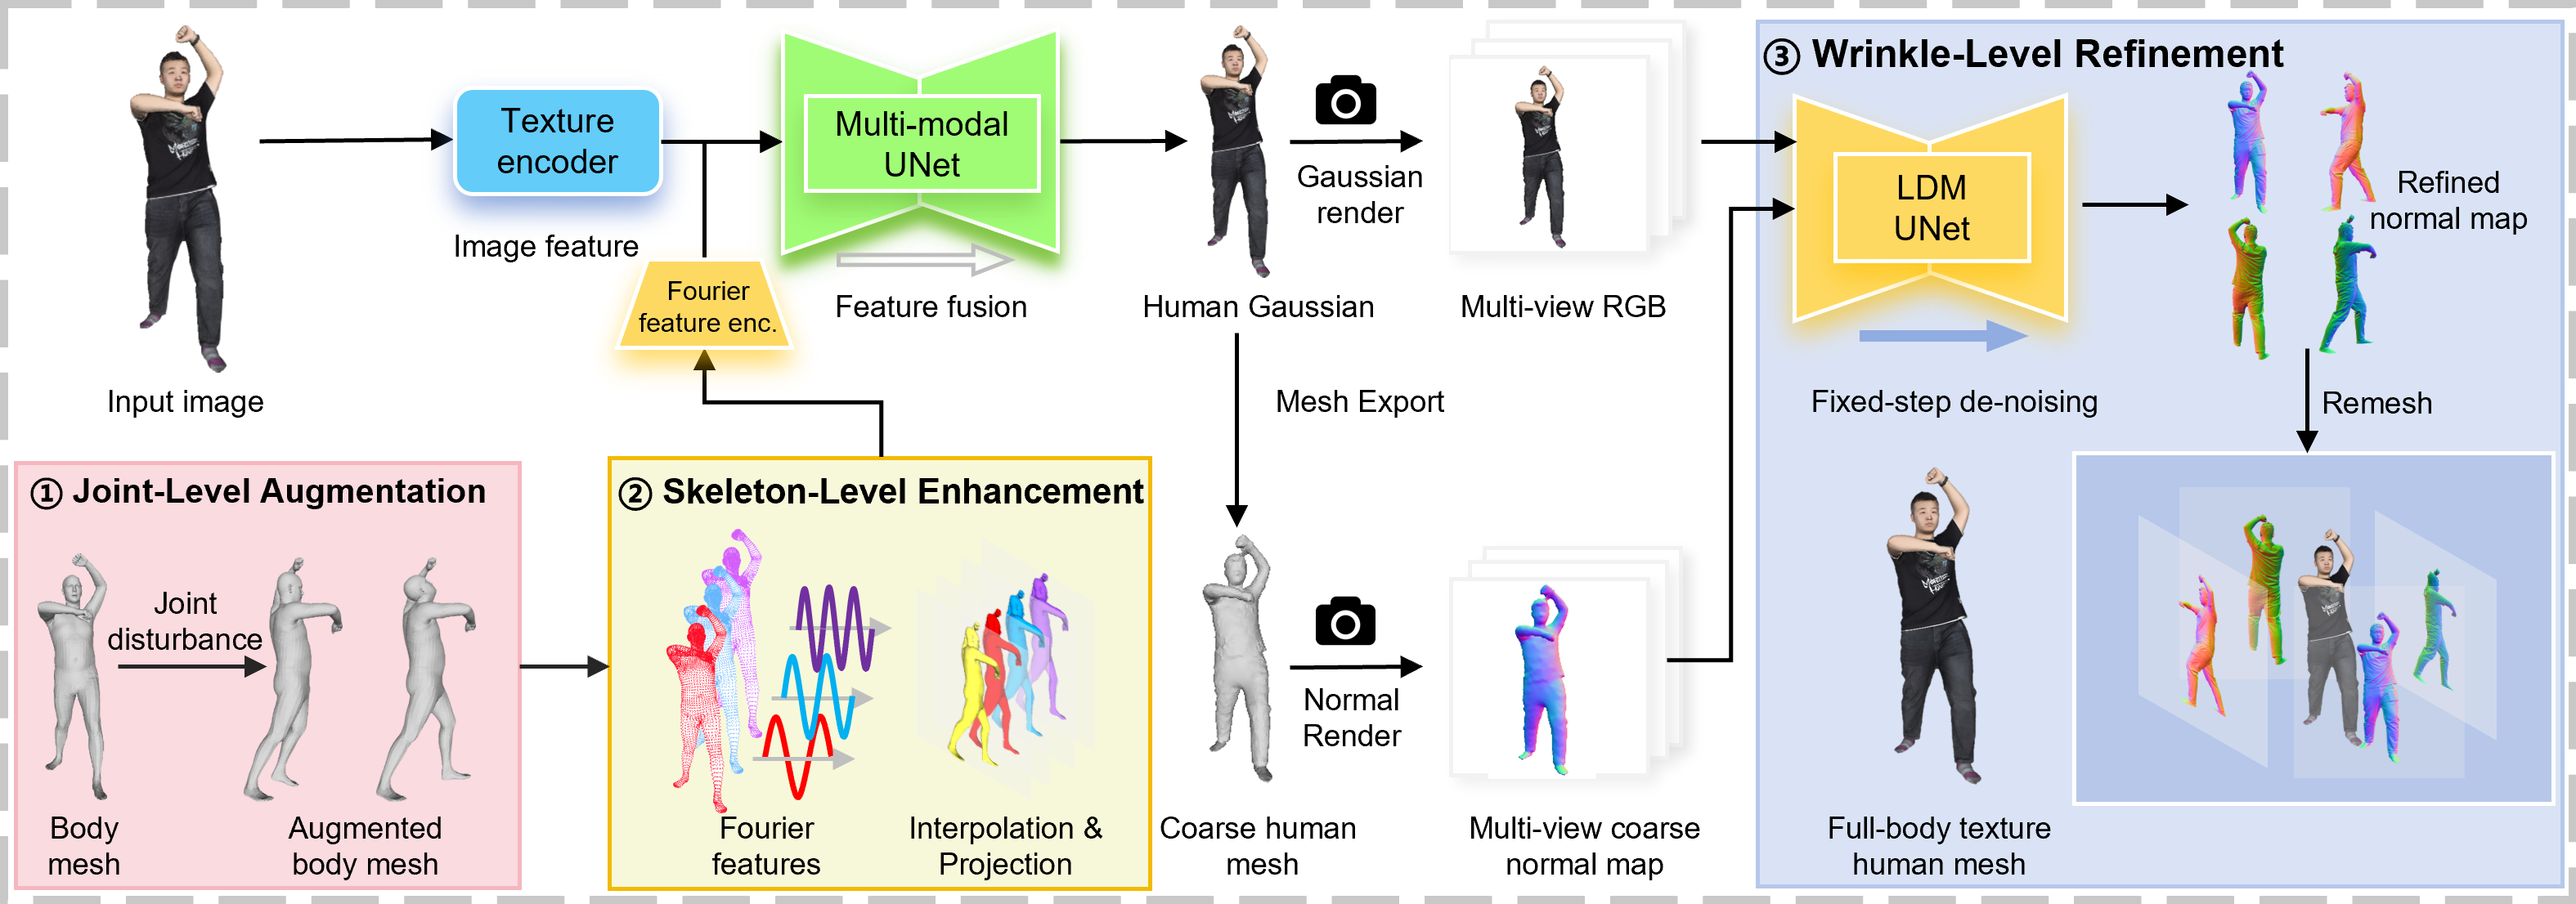 Input image
Texture
encoder
Image feature
Fourier
feature enc.
Multi-modal
UNet
Feature fusion
Human Gaussian
Gaussian
render
Multi-view RGB
Mesh Export
① Joint-Level Augmentation
Joint
disturbance
Body
mesh
Augmented
body mesh
② Skeleton-Level Enhancement
Fourier
features
Interpolation &
Projection
Coarse human
mesh
Normal
Render
Multi-view coarse
normal map
③ Wrinkle-Level Refinement
LDM
UNet
Refined
normal map
Fixed-step de-noising
Remesh
Full-body texture
human mesh